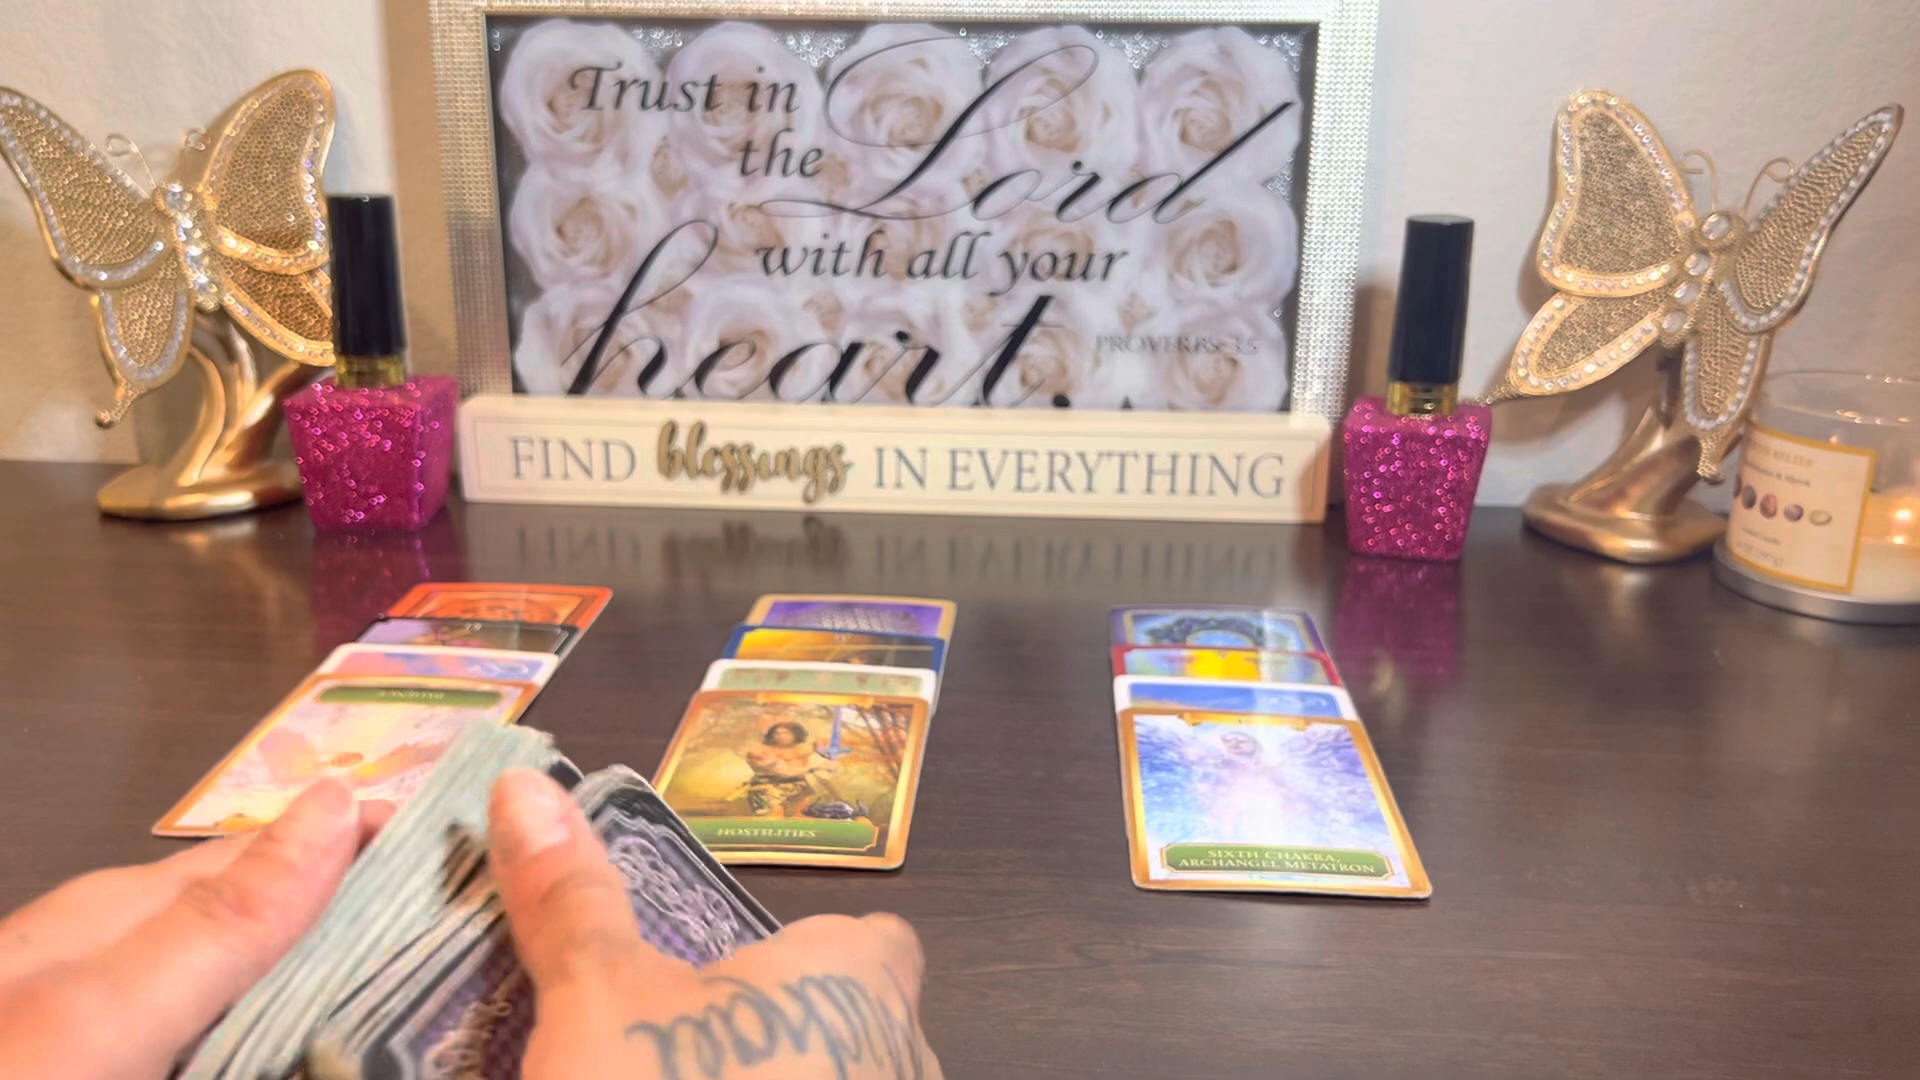 Trust in
the Lord
with all your
heart.
PROVERBS 3:5
FIND blessings IN EVERYTHING
HOSTILITIES
SIXTH CHAKRA,
ARCHANGEL METATRON